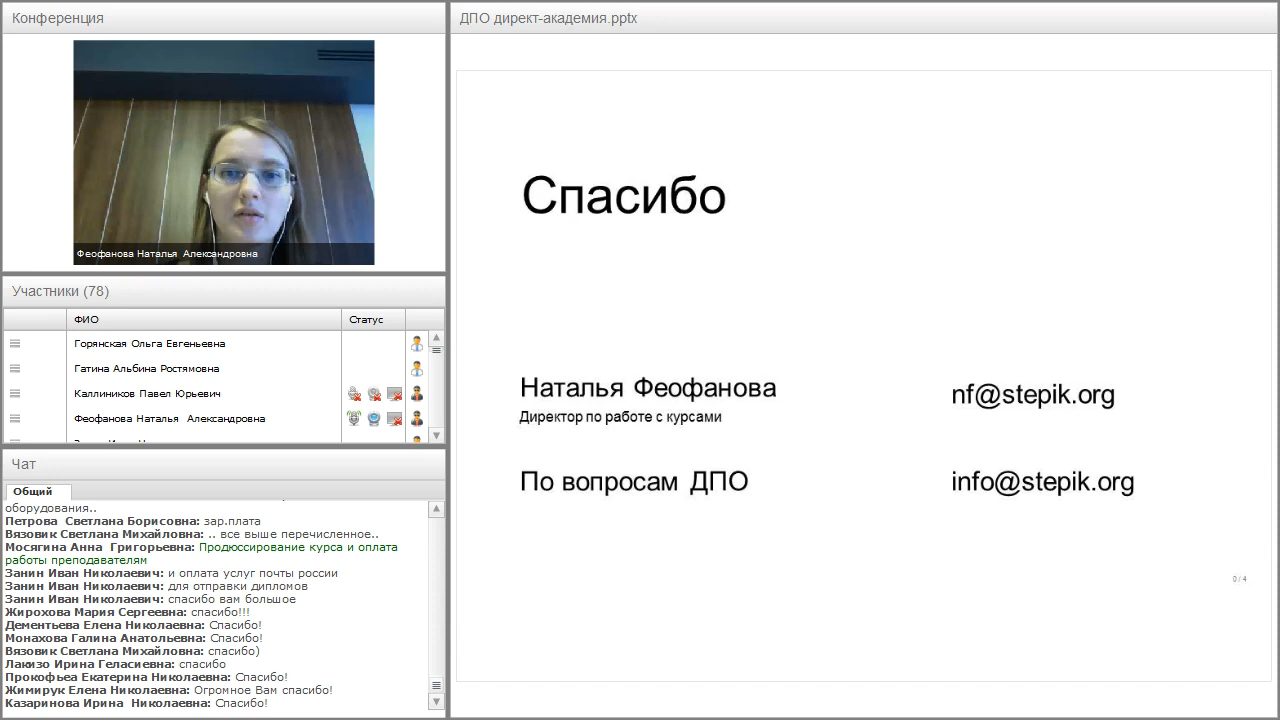 Конференция
Феофанова Наталья Александровна
Участники (78)
ФИО Статус
Горянская Ольга Евгеньевна
Гатина Альбина Ростямовна
Каллиников Павел Юрьевич
Феофанова Наталья Александровна
Чат
Общий
оборудования..
Петрова Светлана Борисовна: зар.плата
Вязовик Светлана Михайловна: .. все выше перечисленное..
Мосягина Анна Григорьевна: Продюссирование курса и оплата
работы преподавателям
Занин Иван Николаевич: и оплата услуг почты россии
Занин Иван Николаевич: для отправки дипломов
Занин Иван Николаевич: спасибо вам большое
Жирохова Мария Сергеевна: спасибо!!!
Дементьева Елена Николаевна: Спасибо!
Монахова Галина Анатольевна: Спасибо!
Вязовик Светлана Михайловна: спасибо)
Лакизо Ирина Геласиевна: спасибо
Прокофьеа Екатерина Николаевна: Спасибо!
Жимирук Елена Николаевна: Огромное Вам спасибо!
Казаринова Ирина Николаевна: Спасибо!
ДПО директ-академия.pptx
Спасибо
Наталья Феофанова nf@stepik.org
Директор по работе с курсами
По вопросам ДПО info@stepik.org
0 / 4